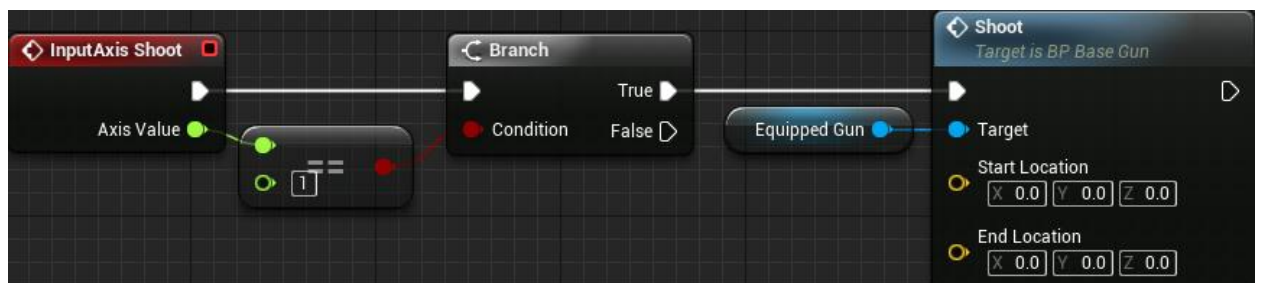 InputAxis Shoot
Axis Value
==
1
Branch
True
Condition
False
Equipped Gun
Shoot
Target is BP Base Gun
Target
Start Location
X 0.0 Y 0.0 Z 0.0
End Location
X 0.0 Y 0.0 Z 0.0